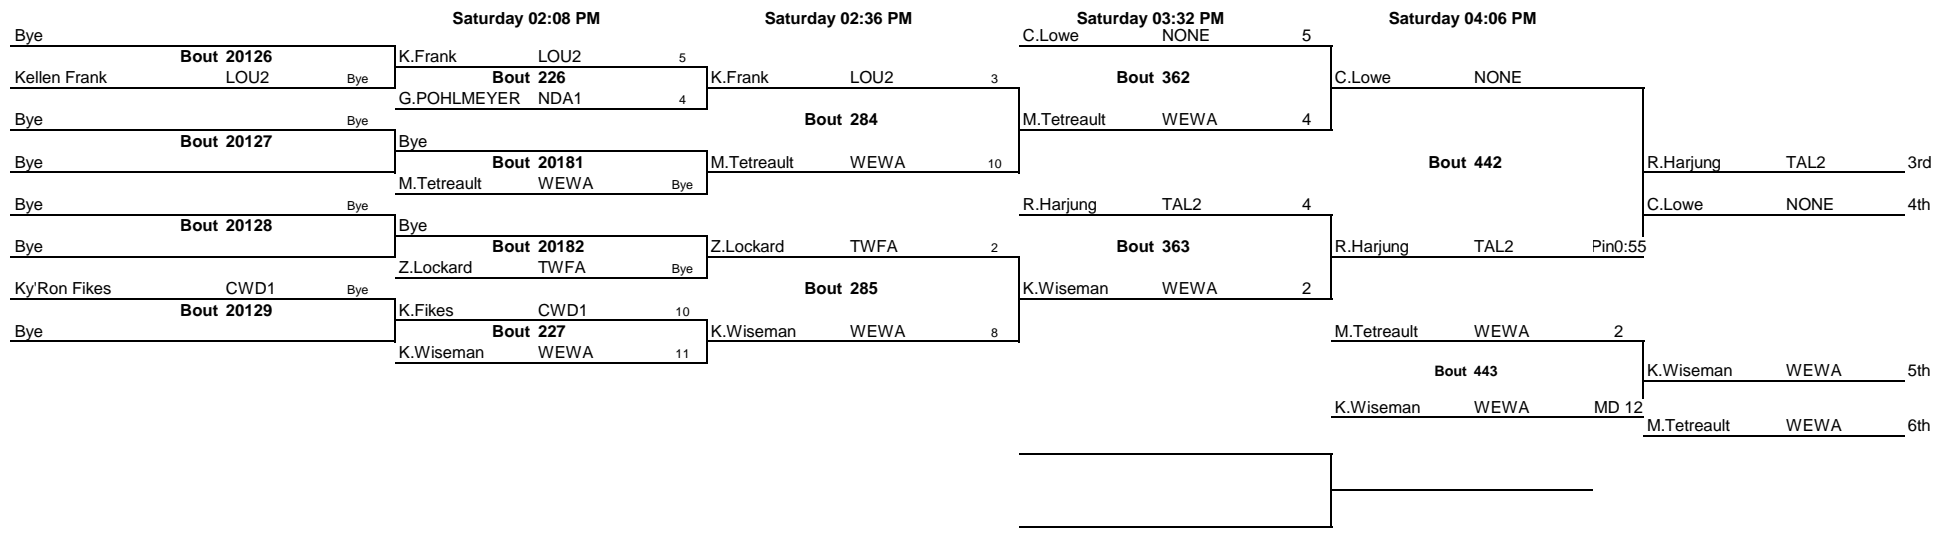 Saturday 02:08 PM Saturday 02:36 PM Saturday 03:32 PM Saturday 04:06 PM
Bye C.Lowe NONE 5
Bout 20126 K.Frank LOU2 5
Kellen Frank LOU2 Bye Bout 226 K.Frank LOU2 3 Bout 362 C.Lowe NONE
G.POHLMEYER NDA1 4
Bye Bye Bout 284 M.Tetreault WEWA 4
Bout 20127 Bye
Bye Bout 20181 M.Tetreault WEWA 10 Bout 442 R.Harjung TAL2 3rd
M.Tetreault WEWA Bye
Bye Bye R.Harjung TAL2 4 C.Lowe NONE 4th
Bout 20128 Bye
Bye Bout 20182 Z.Lockard TWFA 2 Bout 363 R.Harjung TAL2 Pin0:55
Z.Lockard TWFA Bye
Ky'Ron Fikes CWD1 Bye Bout 285 K.Wiseman WEWA 2
Bout 20129 K.Fikes CWD1 10
Bye Bout 227 K.Wiseman WEWA 8 M.Tetreault WEWA 2
K.Wiseman WEWA 11
Bout 443 K.Wiseman WEWA 5th
K.Wiseman WEWA MD 12
M.Tetreault WEWA 6th